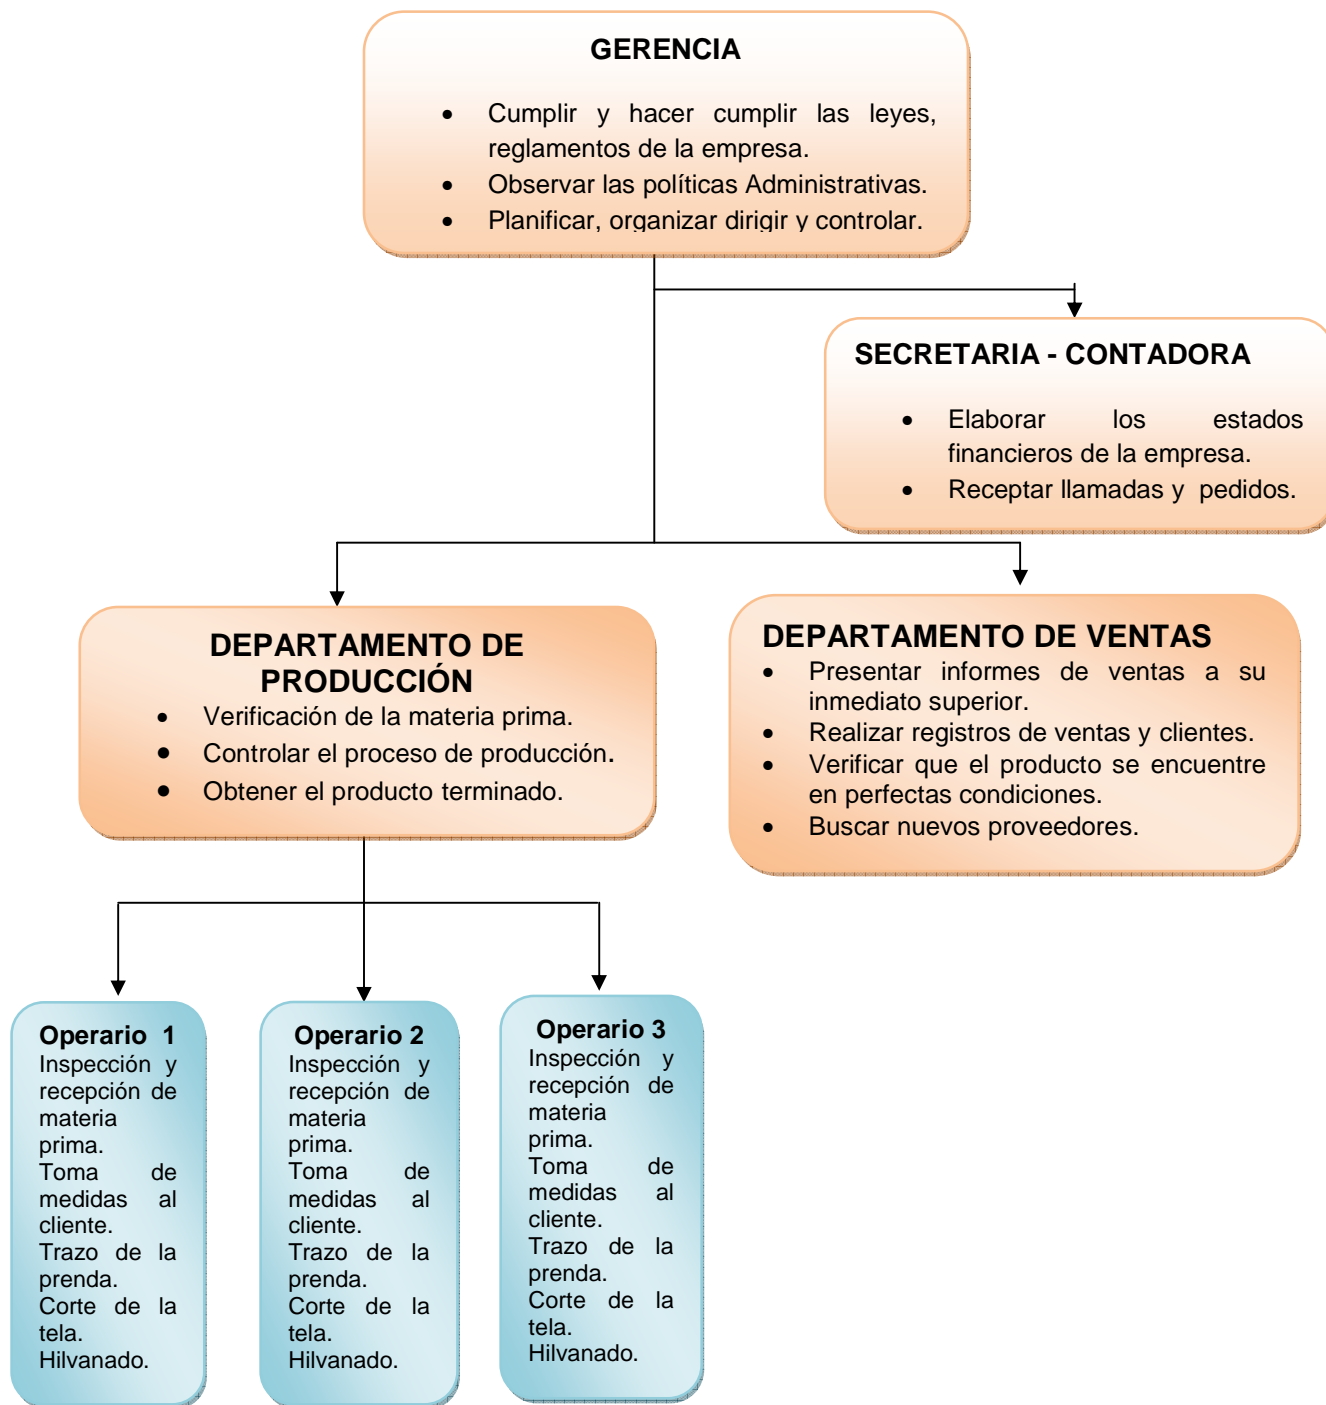 GERENCIA
• Cumplir y hacer cumplir las leyes,
reglamentos de la empresa.
• Observar las políticas Administrativas.
• Planificar, organizar dirigir y controlar.
SECRETARIA - CONTADORA
• Elaborar los estados
financieros de la empresa.
• Receptar llamadas y pedidos.
DEPARTAMENTO DE
PRODUCCIÓN
• Verificación de la materia prima.
• Controlar el proceso de producción.
• Obtener el producto terminado.
DEPARTAMENTO DE VENTAS
• Presentar informes de ventas a su
inmediato superior.
• Realizar registros de ventas y clientes.
• Verificar que el producto se encuentre
en perfectas condiciones.
• Buscar nuevos proveedores.
Operario 1
Inspección y
recepción de
materia
prima.
Toma de
medidas al
cliente.
Trazo de la
prenda.
Corte de la
tela.
Hilvanado.
Operario 2
Inspección y
recepción de
materia
prima.
Toma de
medidas al
cliente.
Trazo de la
prenda.
Corte de la
tela.
Hilvanado.
Operario 3
Inspección y
recepción de
materia
prima.
Toma de
medidas al
cliente.
Trazo de la
prenda.
Corte de la
tela.
Hilvanado.